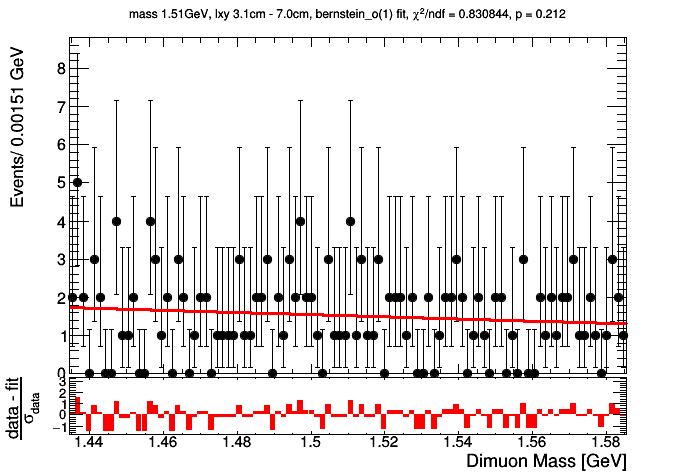 mass 1.51GeV, lxy 3.1cm - 7.0cm, bernstein_o(1) fit, χ²/ndf = 0.830844, p = 0.212
Events/ 0.00151 GeV
8
7
6
5
4
3
2
1
0
data - fit
σdata
3
2
1
0
−1
1.44 1.46 1.48 1.5 1.52 1.54 1.56 1.58
Dimuon Mass [GeV]